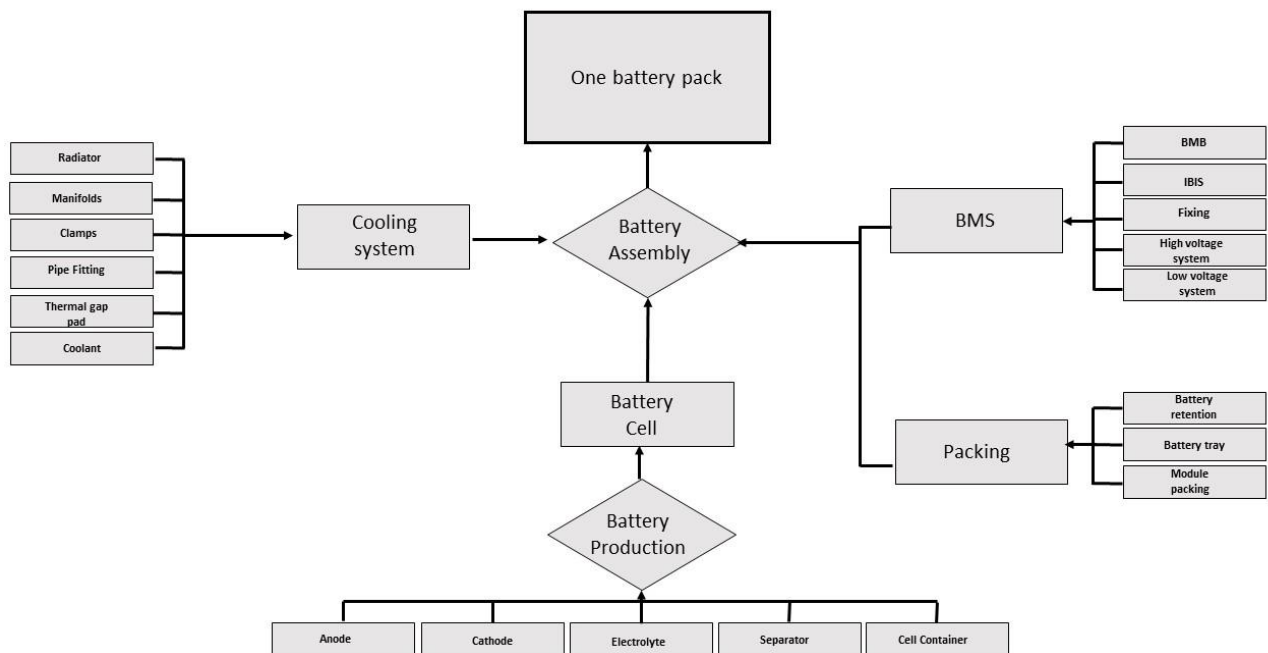 One battery pack
Radiator
Manifolds
Clamps
Pipe Fitting
Thermal gap
pad
Coolant
Cooling
system
Battery
Assembly
BMS
BMB
IBIS
Fixing
High voltage
system
Low voltage
system
Battery
Cell
Packing
Battery
retention
Battery tray
Module
packing
Battery
Production
Anode
Cathode
Electrolyte
Separator
Cell Container